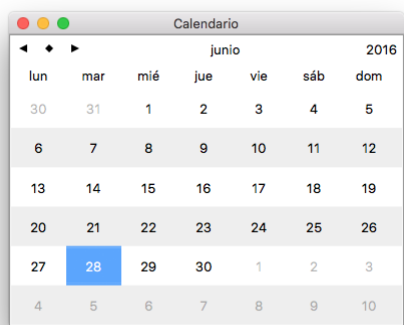 Calendario
junio 2016
lun mar mié jue vie sáb dom
30 31 1 2 3 4 5
6 7 8 9 10 11 12
13 14 15 16 17 18 19
20 21 22 23 24 25 26
27 28 29 30 1 2 3
4 5 6 7 8 9 10